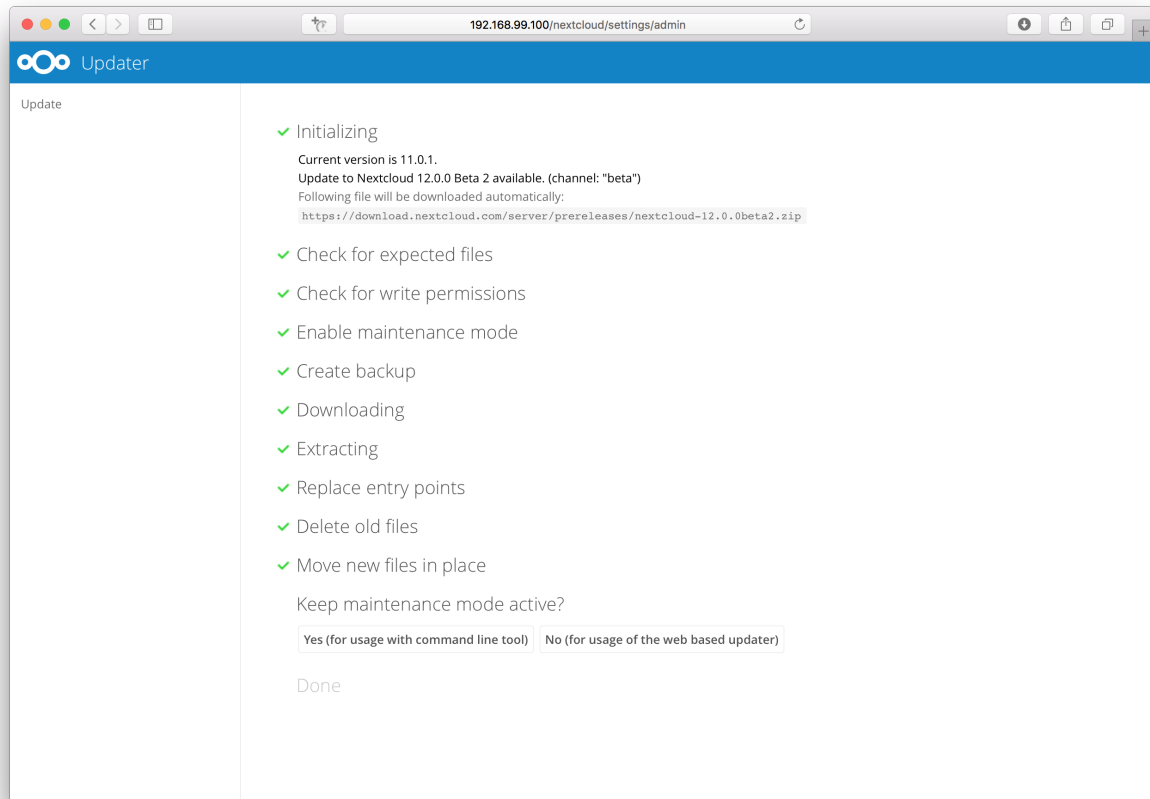 192.168.99.100/nextcloud/settings/admin
Updater
Update
Initializing
Current version is 11.0.1.
Update to Nextcloud 12.0.0 Beta 2 available. (channel: "beta")
Following file will be downloaded automatically:
https://download.nextcloud.com/server/prereleases/nextcloud-12.0.0beta2.zip
Check for expected files
Check for write permissions
Enable maintenance mode
Create backup
Downloading
Extracting
Replace entry points
Delete old files
Move new files in place
Keep maintenance mode active?
Yes (for usage with command line tool) No (for usage of the web based updater)
Done